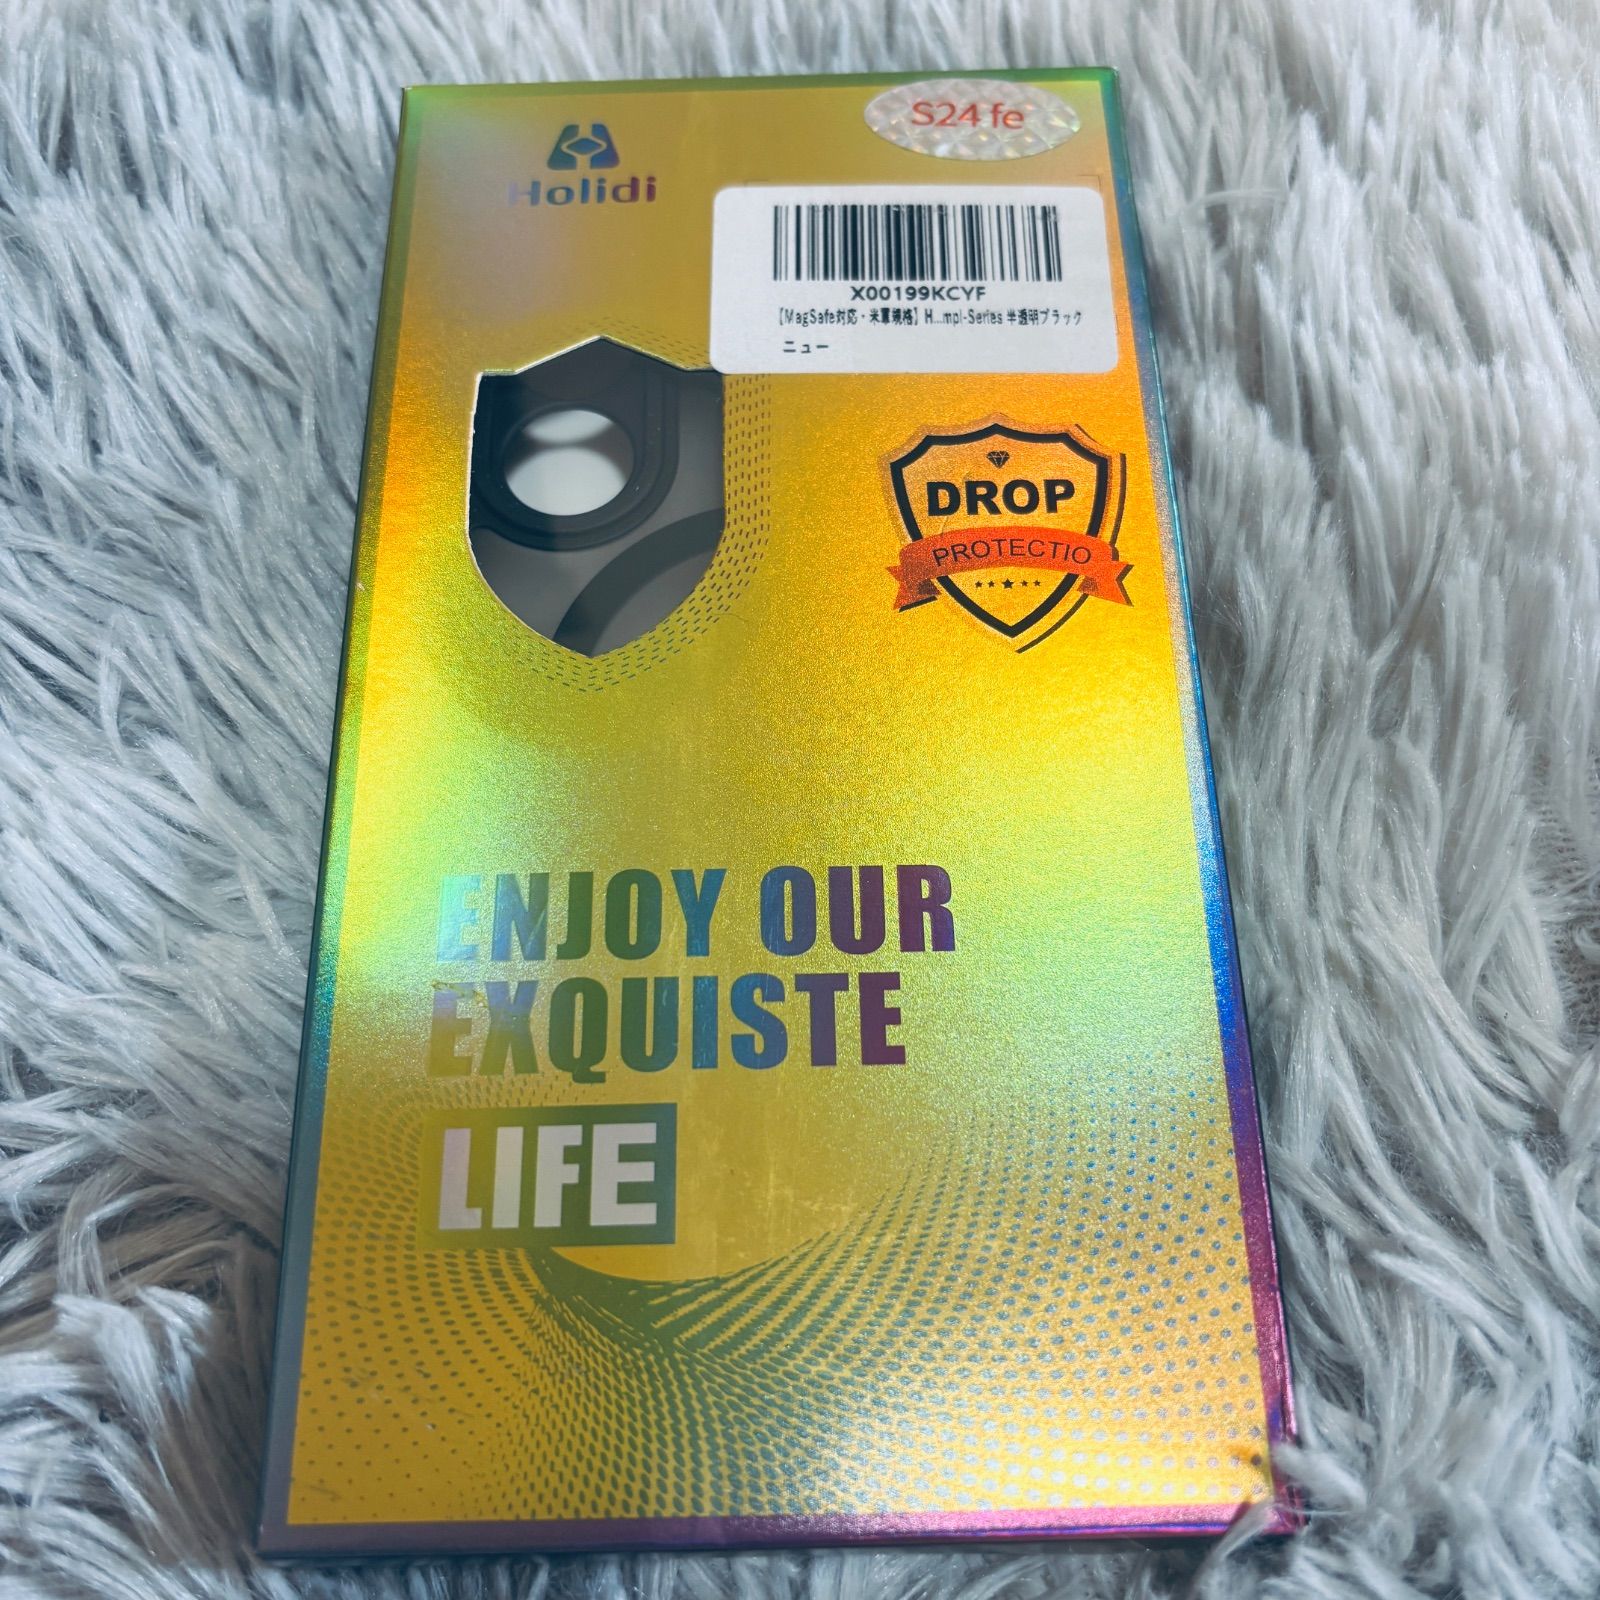 S24 fe
Holidi
X00199KCYF
【MagSafe対応・米軍規格】H...mpl-Series 半透明ブラック
ニュー
DROP
PROTECTIO
ENJOY OUR
EXQUISTE
LIFE